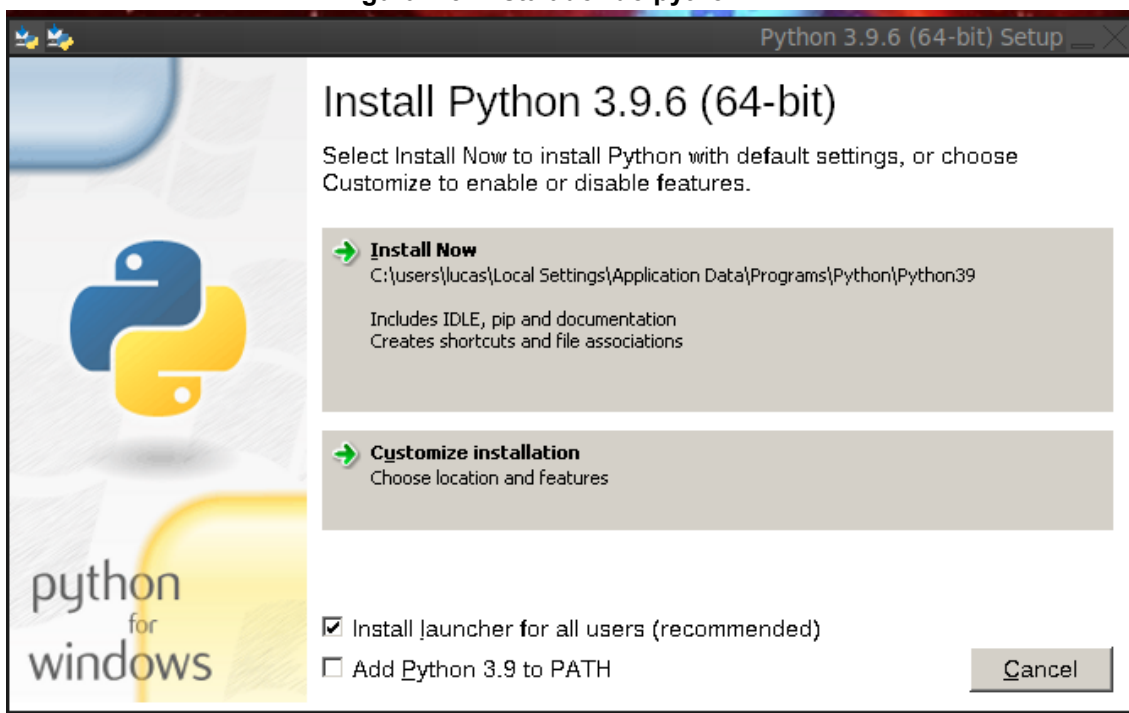 Python 3.9.6 (64-bit) Setup
Install Python 3.9.6 (64-bit)
Select Install Now to install Python with default settings, or choose
Customize to enable or disable features.
Install Now
C:\users\lucas\Local Settings\Application Data\Programs\Python\Python39
Includes IDLE, pip and documentation
Creates shortcuts and file associations
Customize installation
Choose location and features
python
for
windows
Install launcher for all users (recommended)
Add Python 3.9 to PATH
Cancel